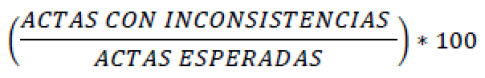 (ACTAS CON INCONSISTENCIAS
ACTAS ESPERADAS) * 100